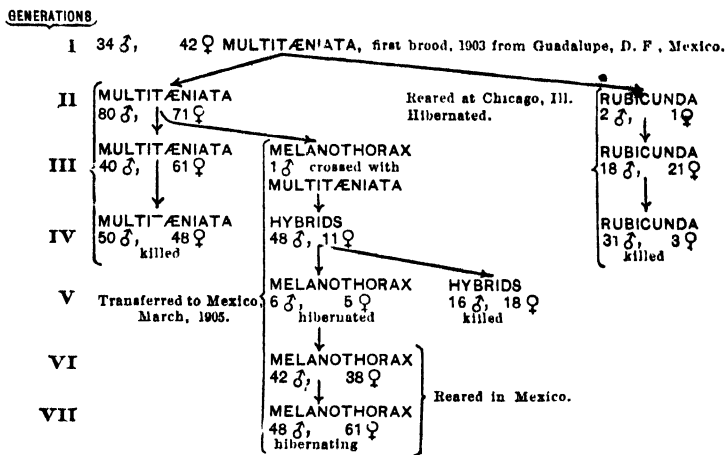 GENERATIONS
I 34 ♂, 42 ♀ MULTITÆNIATA, first brood, 1903 from Guadalupe, D. F, Mexico.
II MULTITÆNIATA Reared at Chicago, Ill. RUBICUNDA
80 ♂, 71 ♀ Hibernated. 2 ♂, 1 ♀
III MULTITÆNIATA MELANOTHORAX RUBICUNDA
40 ♂, 61 ♀ 1 ♂ crossed with 18 ♂, 21 ♀
MULTITÆNIATA
IV MULTITÆNIATA HYBRIDS RUBICUNDA
50 ♂, 48 ♀ 48 ♂, 11 ♀ 31 ♂, 3 ♀
killed killed
V MELANOTHORAX HYBRIDS
Transferred to Mexico, 6 ♂, 5 ♀ 16 ♂, 18 ♀
March, 1905. hibernated killed
VI MELANOTHORAX
42 ♂, 38 ♀
Reared in Mexico.
VII MELANOTHORAX
48 ♂, 61 ♀
hibernating